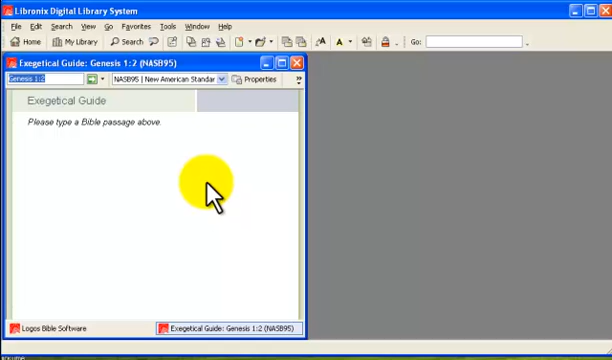 Libronix Digital Library System
File Edit Search View Go Favorites Tools Window Help
Home My Library Search Go:
Exegetical Guide: Genesis 1:2 (NASB95)
Genesis 1:2 NASB95 | New American Standar Properties
Exegetical Guide
Please type a Bible passage above.
Logos Bible Software Exegetical Guide: Genesis 1:2 (NASB95)